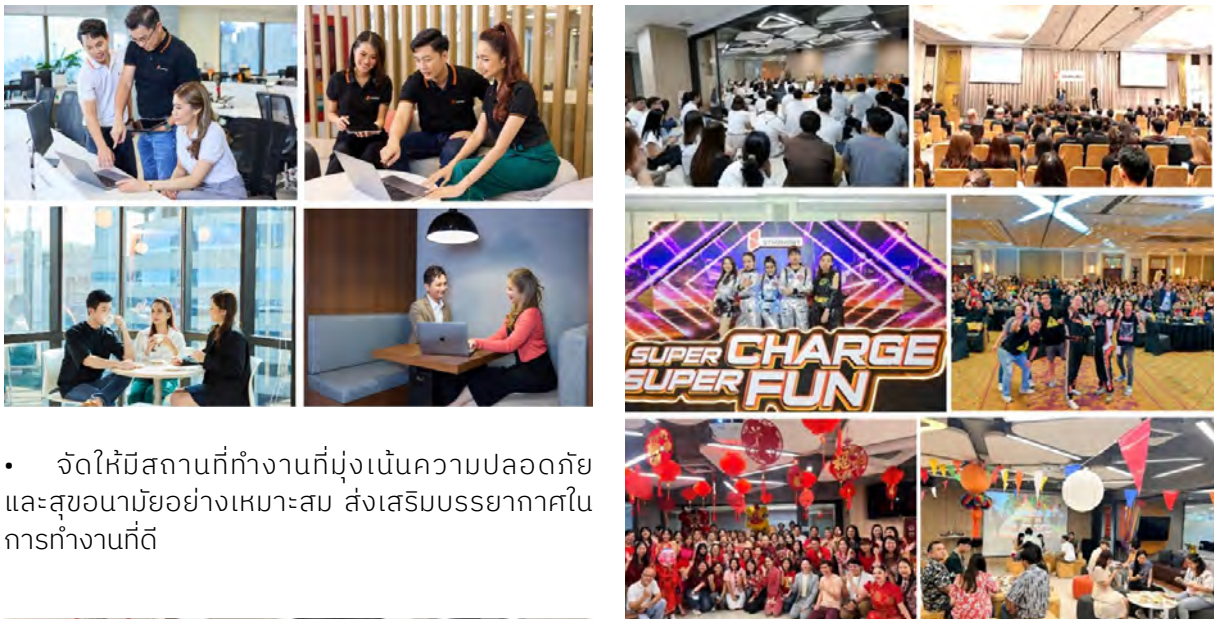 • จัดให้มีสถานที่ทำงานที่มุ่งเน้นความปลอดภัย
และสุขอนามัยอย่างเหมาะสม ส่งเสริมบรรยากาศใน
การทำงานที่ดี
SYMPHONY
SUPER CHARGE
SUPER FUN